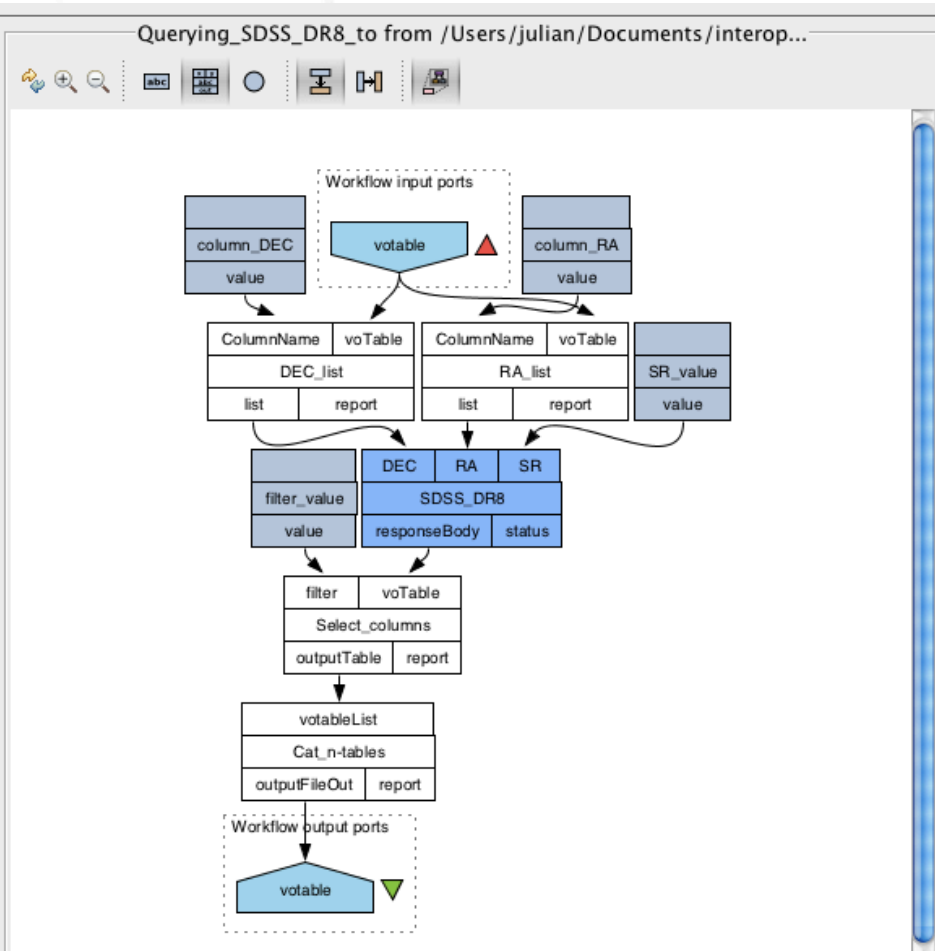 Querying_SDSS_DR8_to from /Users/julian/Documents/interop...
abc
Workflow input ports
column_DEC
value
votable
column_RA
value
ColumnName voTable
DEC_list
list report
ColumnName voTable
RA_list
list report
SR_value
value
filter_value
value
DEC RA SR
SDSS_DR8
responseBody status
filter voTable
Select_columns
outputTable report
votableList
Cat_n-tables
outputFileOut report
Workflow output ports
votable